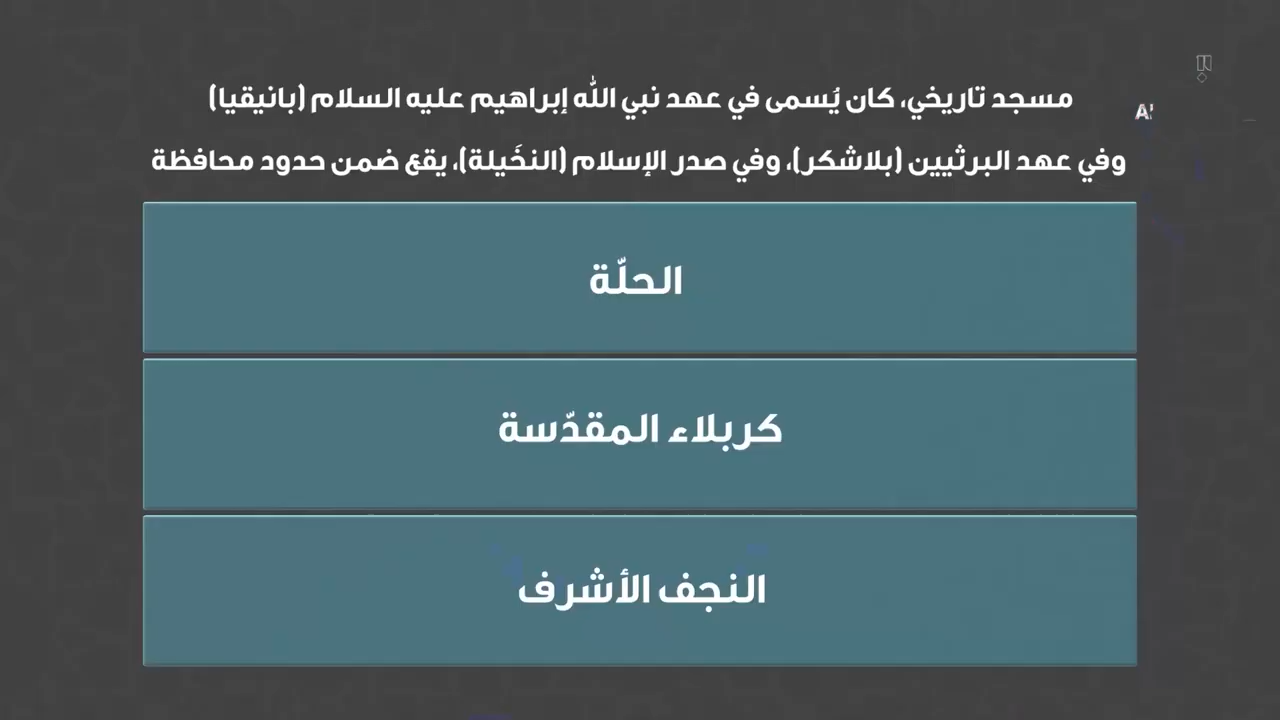 مسجد تاريخي، كان يُسمى في عهد نبي الله إبراهيم عليه السلام (بانيقيا)
وفي عهد البرثيين (بلاشكر)، وفي صدر الإسلام (النخَيلة)، يقع ضمن حدود محافظة
الحلّة
كربلاء المقدّسة
النجف الأشرف